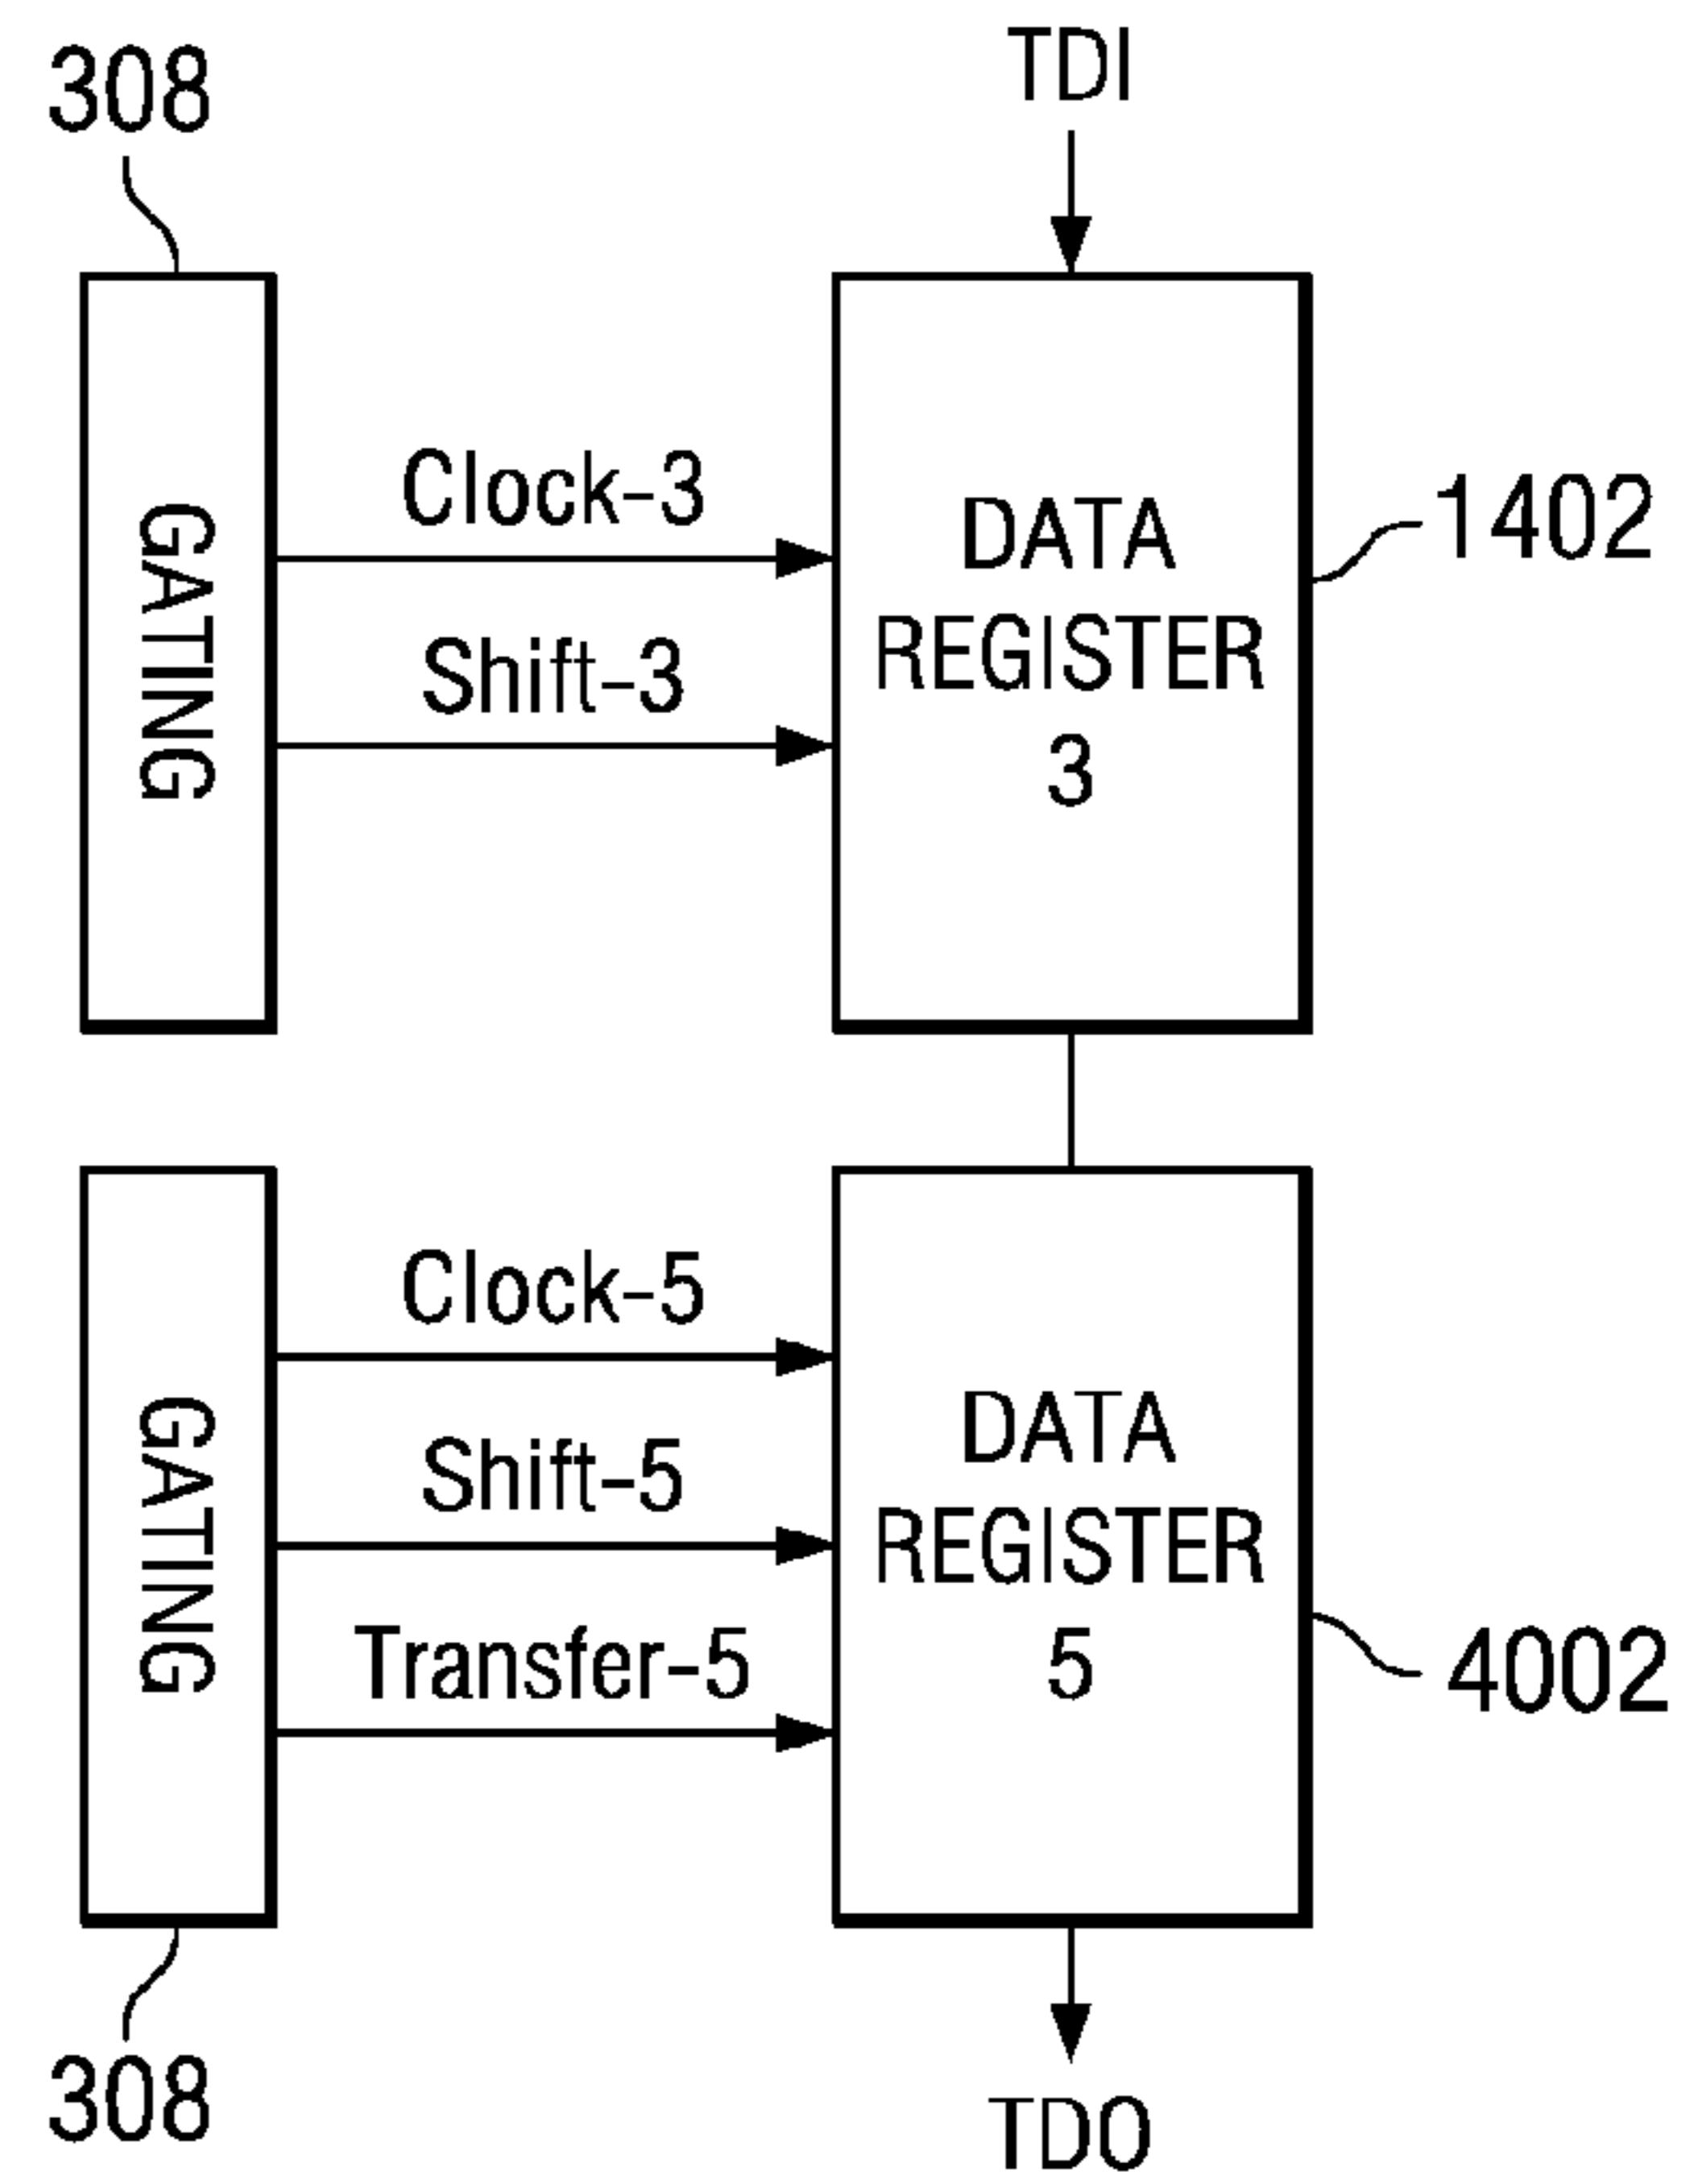 308
TDI
GATING
Clock-3
Shift-3
DATA
REGISTER
3
1402
GATING
Clock-5
Shift-5
Transfer-5
DATA
REGISTER
5
4002
308
TDO